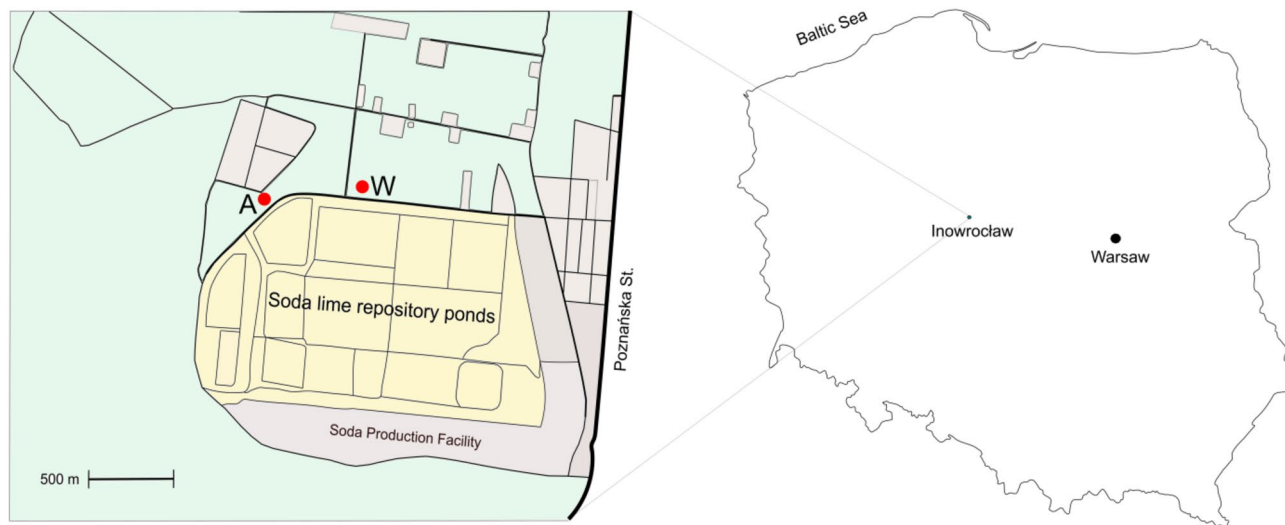 Baltic Sea
W
A
Inowrocław
Warsaw
Soda lime repository ponds
Poznańska St.
Soda Production Facility
500 m